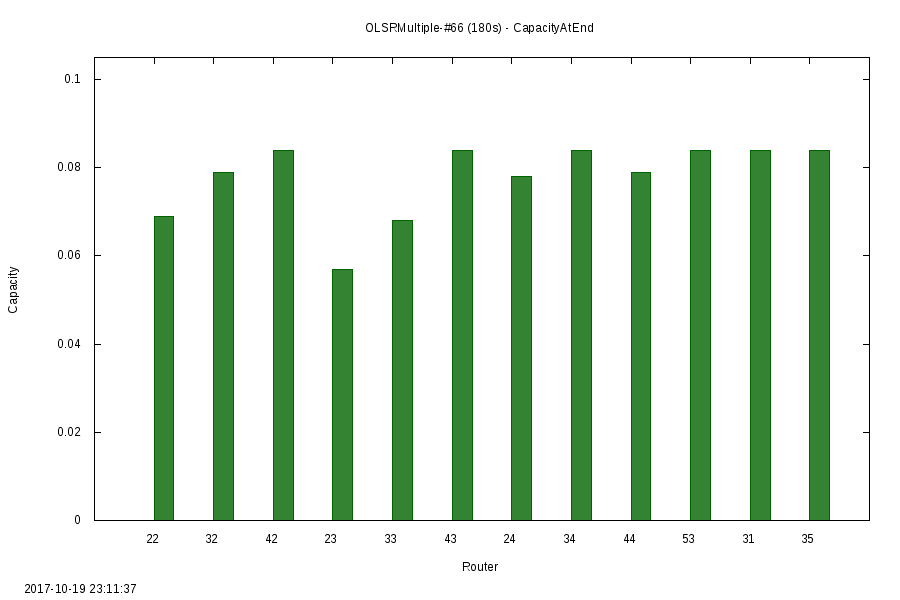 OLSRMultiple-#66 (180s) - CapacityAtEnd
0.1
0.08
0.06
0.04
0.02
0
Capacity
22 32 42 23 33 43 24 34 44 53 31 35
Router
2017-10-19 23:11:37